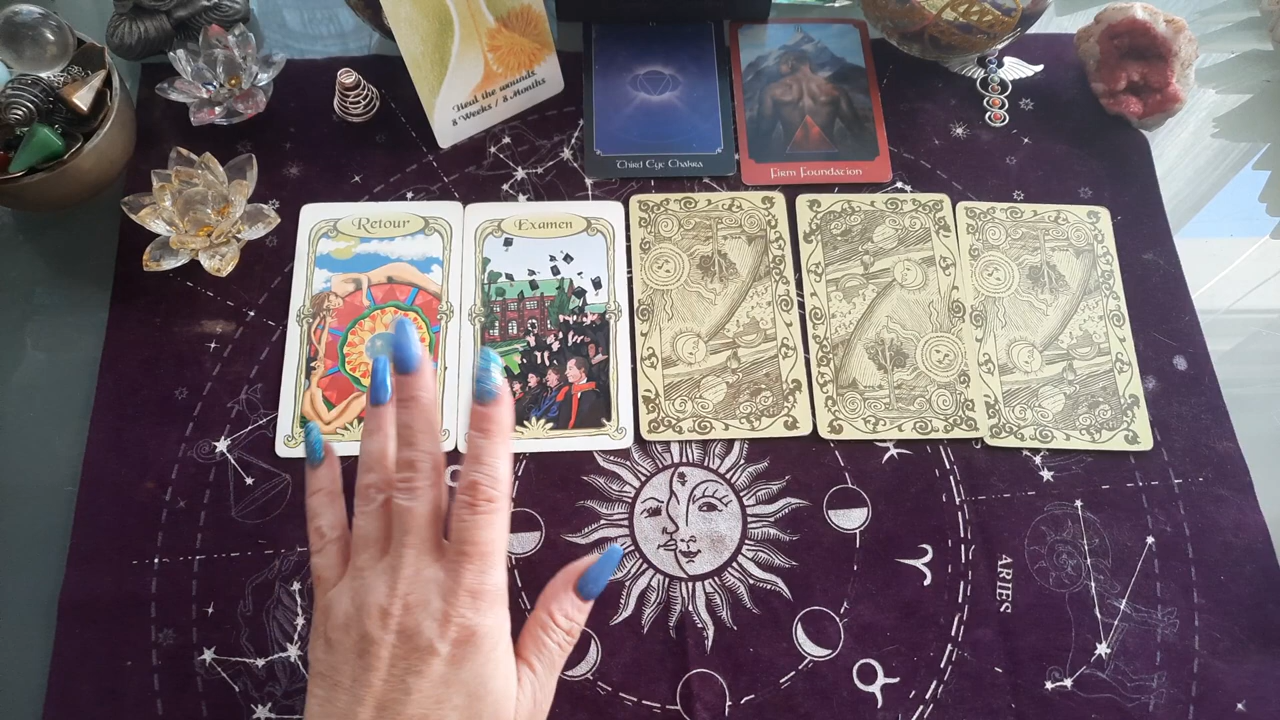 Heal the wounds.
8 Weeks / 8 Months
Third Eye Chakra
Firm Foundation
Retour
Examen
ARIES